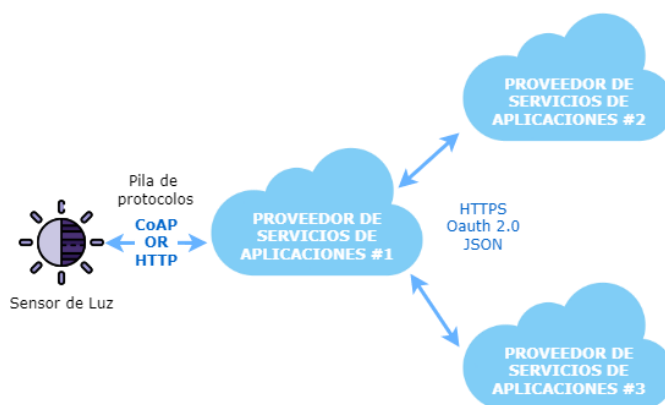 PROVEEDOR DE
SERVICIOS DE
APLICACIONES #2
Pila de
protocolos
CoAP
OR
HTTP
Sensor de Luz
PROVEEDOR DE
SERVICIOS DE
APLICACIONES #1
HTTPS
Oauth 2.0
JSON
PROVEEDOR DE
SERVICIOS DE
APLICACIONES #3